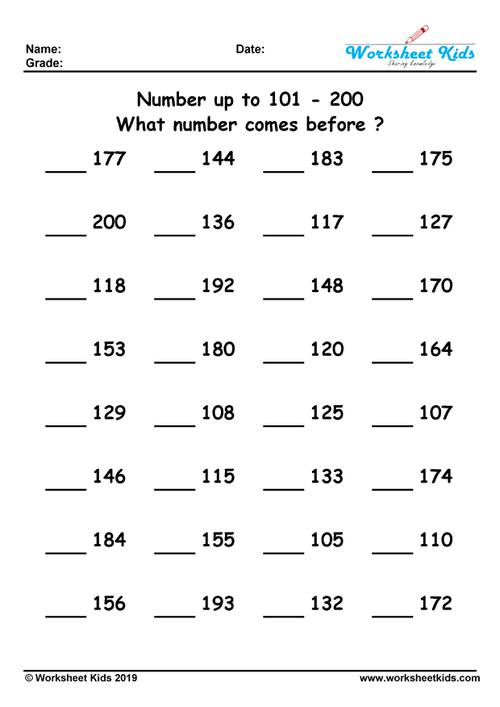 Name:
Date:
Worksheet Kids
Grade:
Sharing knowledge
Number up to 101 - 200
What number comes before ?
____ 177 ____ 144 ____ 183 ____ 175
____ 200 ____ 136 ____ 117 ____ 127
____ 118 ____ 192 ____ 148 ____ 170
____ 153 ____ 180 ____ 120 ____ 164
____ 129 ____ 108 ____ 125 ____ 107
____ 146 ____ 115 ____ 133 ____ 174
____ 184 ____ 155 ____ 105 ____ 110
____ 156 ____ 193 ____ 132 ____ 172
© Worksheet Kids 2019
www.worksheetkids.com